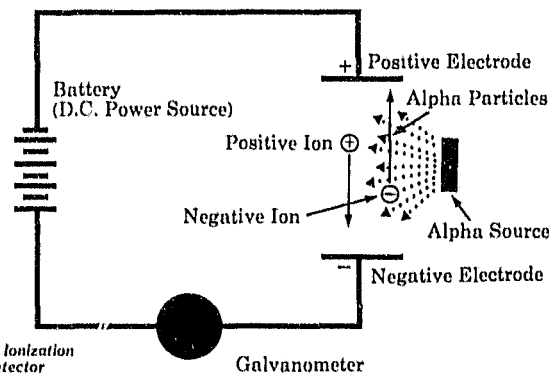 + Positive Electrode
Battery
(D.C. Power Source)
Alpha Particles
Positive Ion +
Negative Ion
−
Alpha Source
−
Negative Electrode
Ionization
Galvanometer